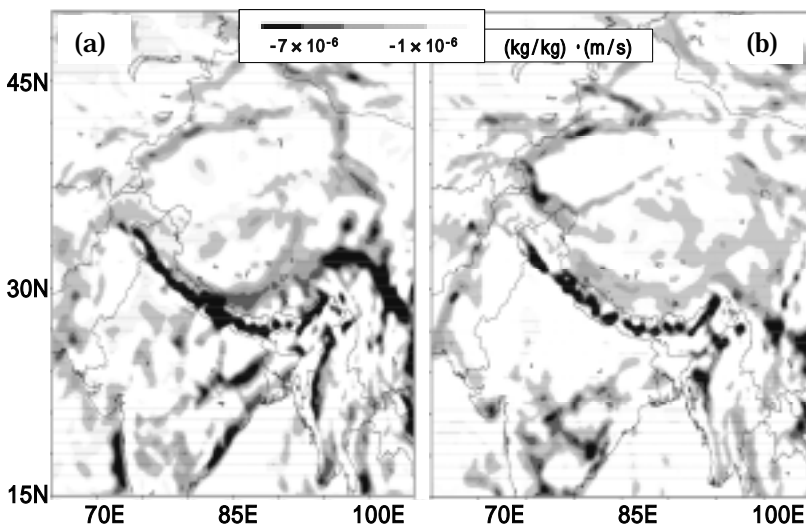 (a)
-7 × 10⁻⁶ -1 × 10⁻⁶
(kg/kg) · (m/s)
(b)
45N
30N
15N
70E 85E 100E 70E 85E 100E